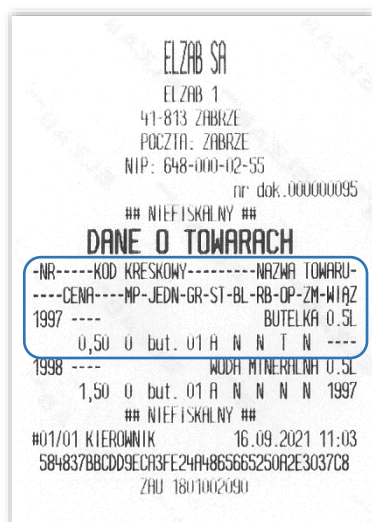 ELZAB SA
ELZAB 1
41-813 ZABRZE
POCZTA: ZABRZE
NIP: 648-000-02-55
nr dok.000000095
## NIEFISKALNY ##
DANE O TOWARACH
-NR-----KOD KRESKOWY---------NAZWA TOWARU-
----CENA----MP-JEDN-GR-ST-BL-RB-OP-ZM-WIĄZ
1997 ---- BUTELKA 0.5L
0,50 0 but. 01 A N N T N ----
1998 ---- WODA MINERALNA 0.5L
1,50 0 but. 01 A N N N N 1997
## NIEFISKALNY ##
#01/01 KIEROWNIK 16.09.2021 11:03
584837BBCDD9ECA3FE24A4865665250A2E3037C8
ZAU 1801002090